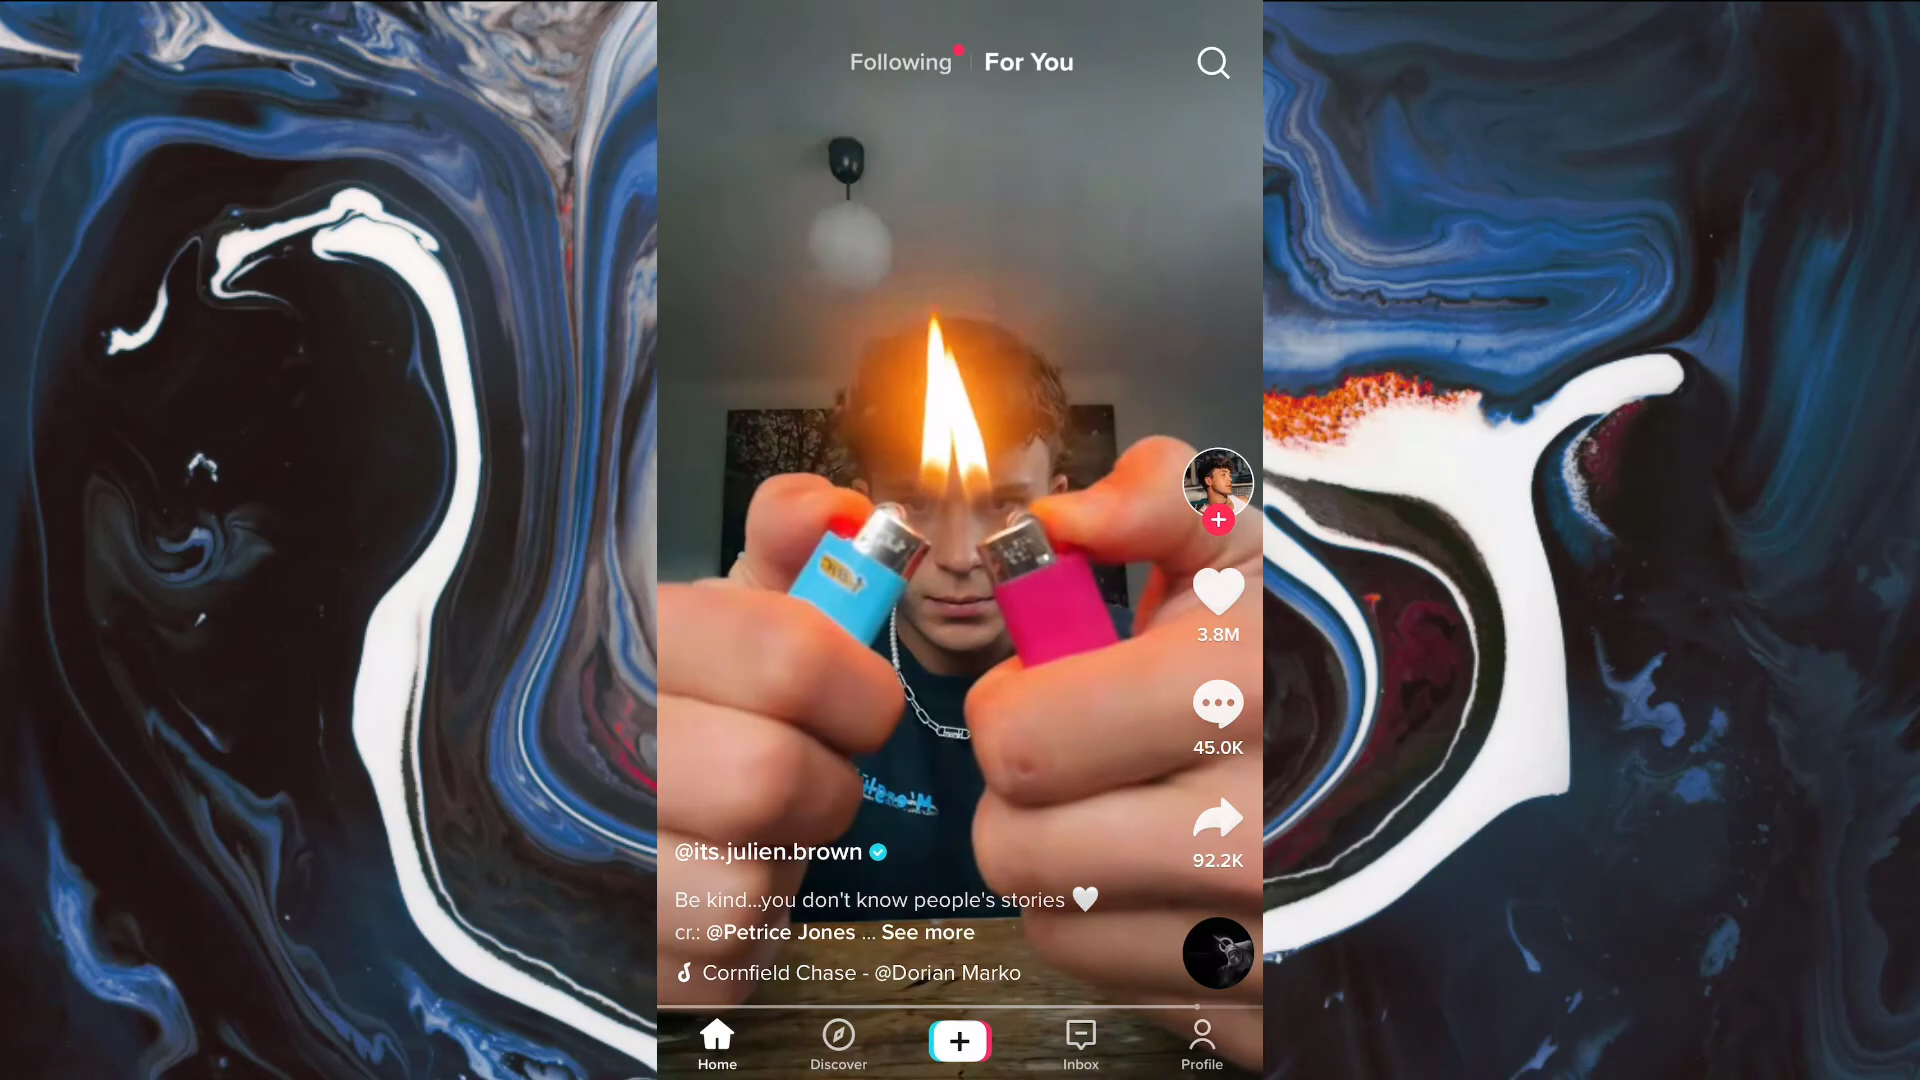 Following
For You
BIC
3.8M
45.0K
92.2K
@its.julien.brown
Be kind...you don't know people's stories 🤍
cr.: @Petrice Jones ... See more
Cornfield Chase - @Dorian Marko
Home
Discover
Inbox
Profile